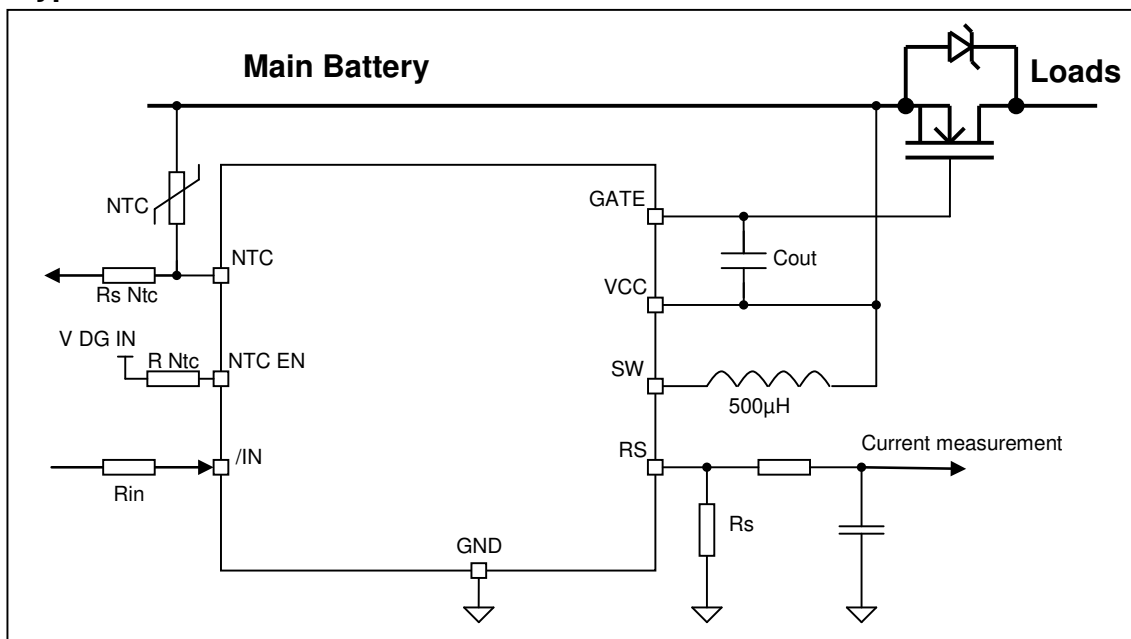 Main Battery
Loads
NTC
GATE
NTC
Cout
Rs Ntc
VCC
V DG IN
R Ntc
NTC EN
SW
500µH
/IN
RS
Current measurement
Rin
Rs
GND